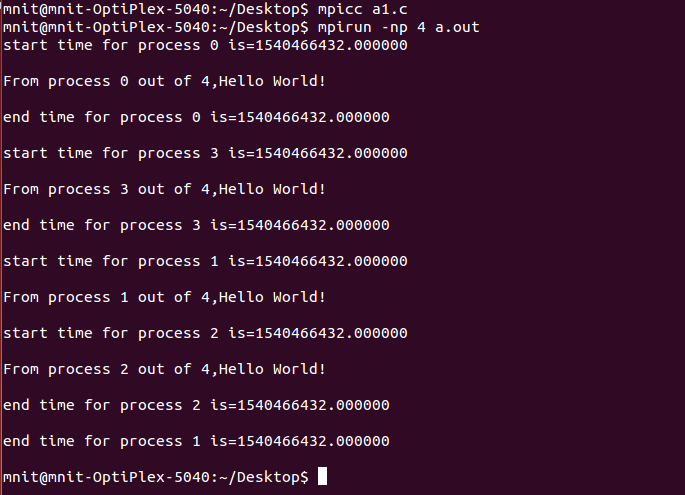 mnit@mnit-OptiPlex-5040:~/Desktop$ mpicc a1.c
mnit@mnit-OptiPlex-5040:~/Desktop$ mpirun -np 4 a.out
start time for process 0 is=1540466432.000000
From process 0 out of 4,Hello World!
end time for process 0 is=1540466432.000000
start time for process 3 is=1540466432.000000
From process 3 out of 4,Hello World!
end time for process 3 is=1540466432.000000
start time for process 1 is=1540466432.000000
From process 1 out of 4,Hello World!
start time for process 2 is=1540466432.000000
From process 2 out of 4,Hello World!
end time for process 2 is=1540466432.000000
end time for process 1 is=1540466432.000000
mnit@mnit-OptiPlex-5040:~/Desktop$